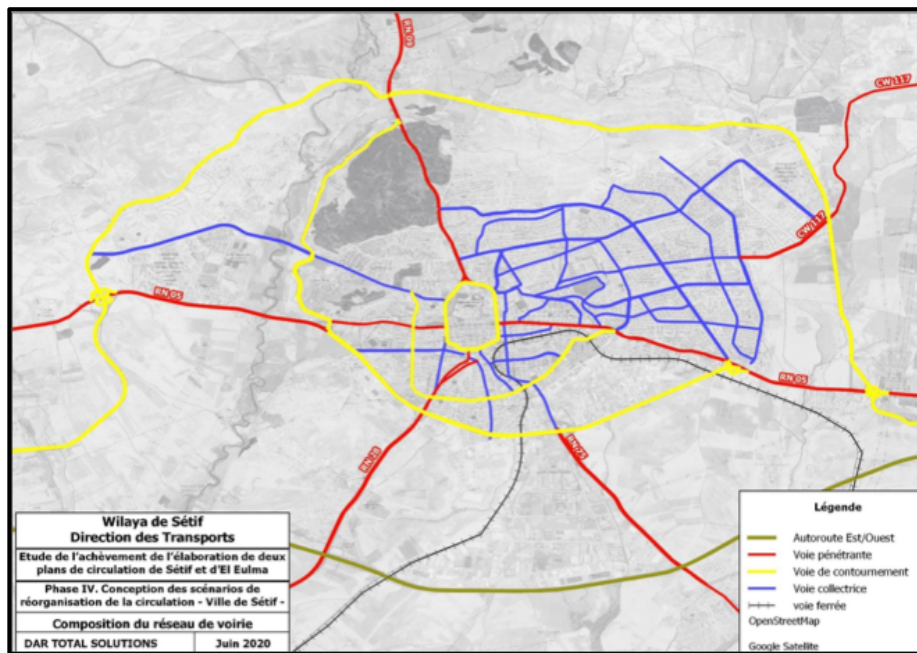 RN 09
CW 117
CW 117
RN 05
RN 05
RN 28
RN 75
Wilaya de Sétif
Direction des Transports
Etude de l'achèvement de l'élaboration de deux
plans de circulation de Sétif et d'El Eulma
Phase IV. Conception des scénarios de
réorganisation de la circulation - Ville de Sétif -
Composition du réseau de voirie
DAR TOTAL SOLUTIONS
Juin 2020
Légende
Autoroute Est/Ouest
Voie pénétrante
Voie de contournement
Voie collectrice
voie ferrée
OpenStreetMap
Google Satellite